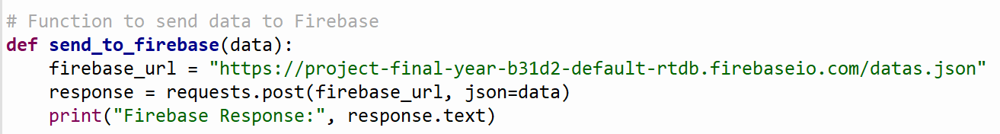 # Function to send data to Firebase
def send_to_firebase(data):
    firebase_url = "https://project-final-year-b31d2-default-rtdb.firebaseio.com/datas.json"
    response = requests.post(firebase_url, json=data)
    print("Firebase Response:", response.text)